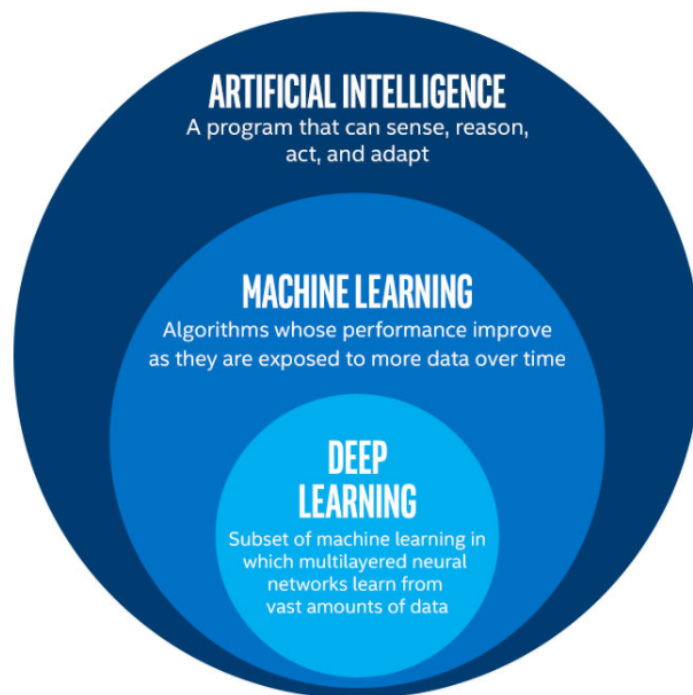 ARTIFICIAL INTELLIGENCE
A program that can sense, reason,
act, and adapt
MACHINE LEARNING
Algorithms whose performance improve
as they are exposed to more data over time
DEEP
LEARNING
Subset of machine learning in
which multilayered neural
networks learn from
vast amounts of data